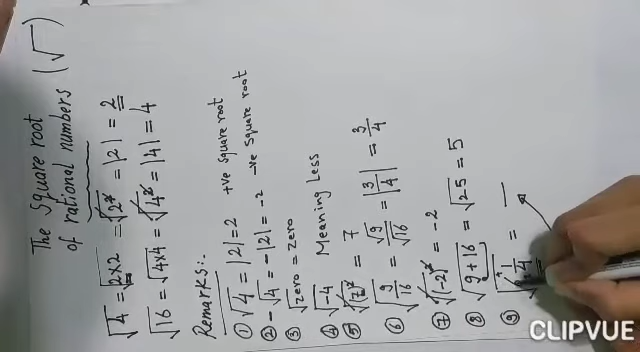 The Square root
of rational numbers (√)
√4 = √2×2 = √2² = |2| = 2
√16 = √4×4 = √4² = |4| = 4
Remarks:
① √4 = |2| = 2 +ve square root
② -√4 = -|2| = -2 -ve square root
③ √zero = zero
④ √-4 Meaning Less
⑤ √(7)² = 7
⑥ √9/16 = √9/√16 = |3/4| = 3/4
⑦ √(-2)² = -2
⑧ √9+16 = √25 = 5
⑨ =
CLIPVUE